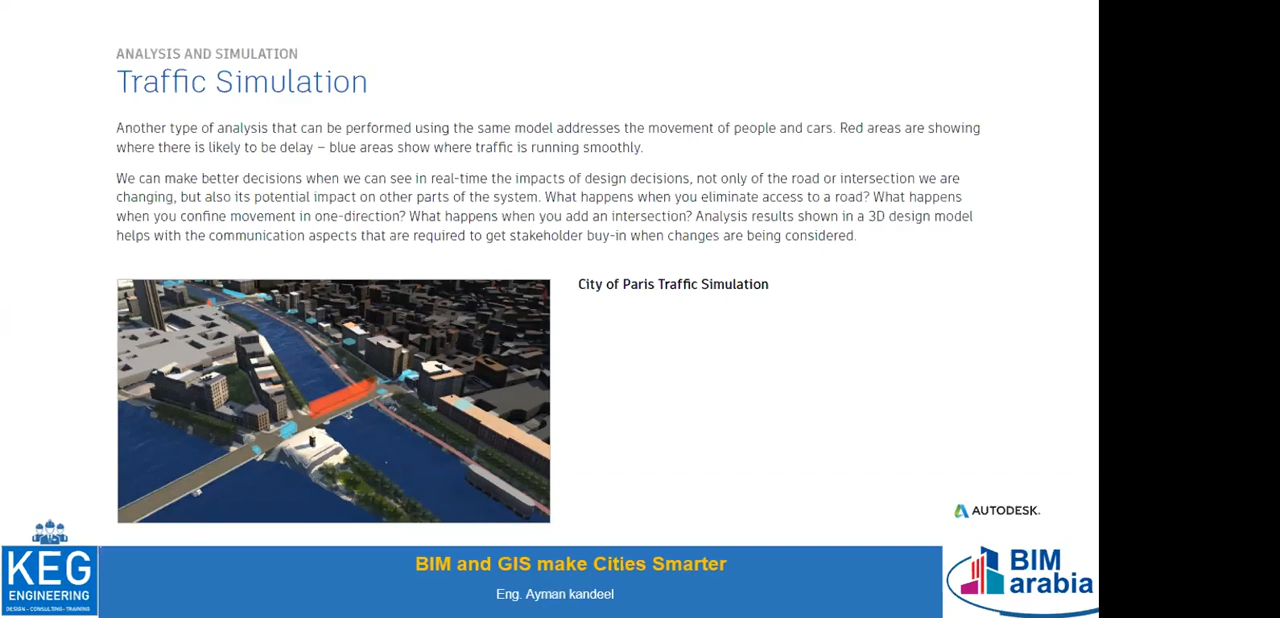 ANALYSIS AND SIMULATION
Traffic Simulation
Another type of analysis that can be performed using the same model addresses the movement of people and cars. Red areas are showing
where there is likely to be delay – blue areas show where traffic is running smoothly.
We can make better decisions when we can see in real-time the impacts of design decisions, not only of the road or intersection we are
changing, but also its potential impact on other parts of the system. What happens when you eliminate access to a road? What happens
when you confine movement in one-direction? What happens when you add an intersection? Analysis results shown in a 3D design model
helps with the communication aspects that are required to get stakeholder buy-in when changes are being considered.
City of Paris Traffic Simulation
AUTODESK.
KEG
ENGINEERING
DESIGN - CONSULTING - TRAINING
BIM and GIS make Cities Smarter
Eng. Ayman kandeel
BIM
arabia